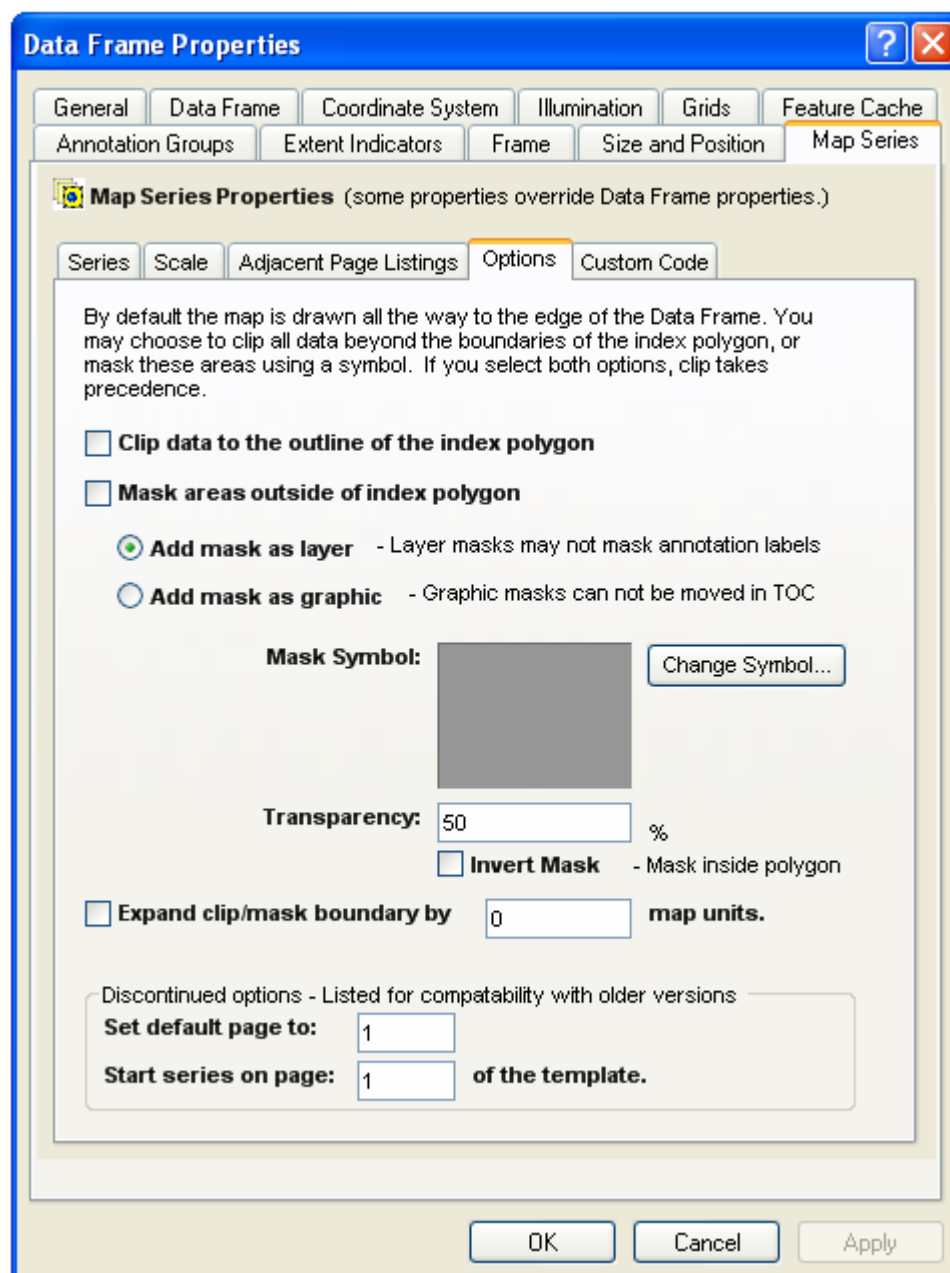 Data Frame Properties
?
General Data Frame Coordinate System Illumination Grids Feature Cache
Annotation Groups Extent Indicators Frame Size and Position Map Series
Map Series Properties (some properties override Data Frame properties.)
Series Scale Adjacent Page Listings Options Custom Code
By default the map is drawn all the way to the edge of the Data Frame. You
may choose to clip all data beyond the boundaries of the index polygon, or
mask these areas using a symbol. If you select both options, clip takes
precedence.
Clip data to the outline of the index polygon
Mask areas outside of index polygon
Add mask as layer - Layer masks may not mask annotation labels
Add mask as graphic - Graphic masks can not be moved in TOC
Mask Symbol: Change Symbol...
Transparency: 50 %
Invert Mask - Mask inside polygon
Expand clip/mask boundary by 0 map units.
Discontinued options - Listed for compatability with older versions
Set default page to: 1
Start series on page: 1 of the template.
OK Cancel Apply